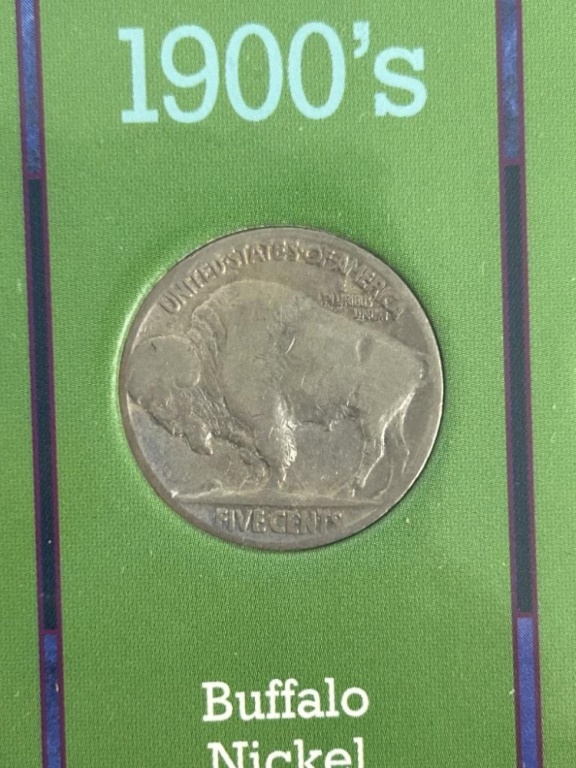 1900's
UNITED STATES OF AMERICA
E PLURIBUS
UNUM
FIVE CENTS
Buffalo
Nickel